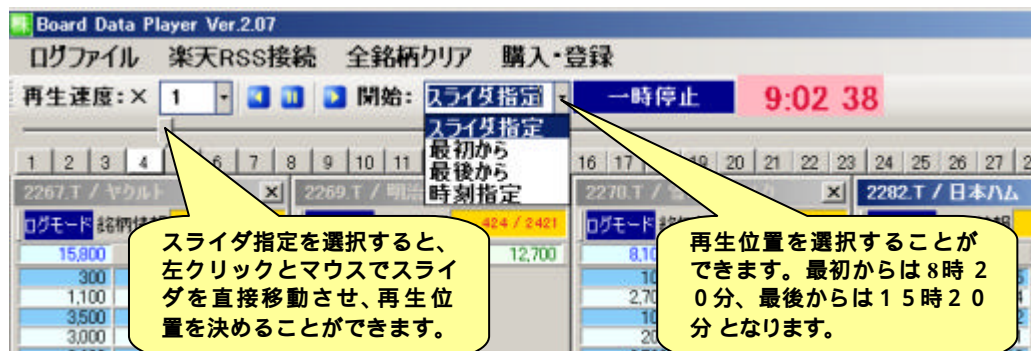 Board Data Player Ver.2.07
ログファイル 楽天RSS接続 全銘柄クリア 購入・登録
再生速度:× 1 開始: スライダ指定 一時停止 9:02 38
スライダ指定
最初から
最後から
時刻指定
1 2 3 4 6 7 8 9 10 11 16 17 19 20 21 22 23 24 25 26 27
2267.T / ヤクルト 2269.T / 明治 2270.T / 2282.T / 日本ハム
ログモード 銘柄情報 424 / 2421 ログモード
15,800 12,700 8,10
300
1,100 2,70
3,500
3,000 20
スライダ指定を選択すると、
左クリックとマウスでスライ
ダを直接移動させ、再生位
置を決めることができます。
再生位置を選択することが
できます。最初からは8時2
0分、最後からは15時20
分となります。